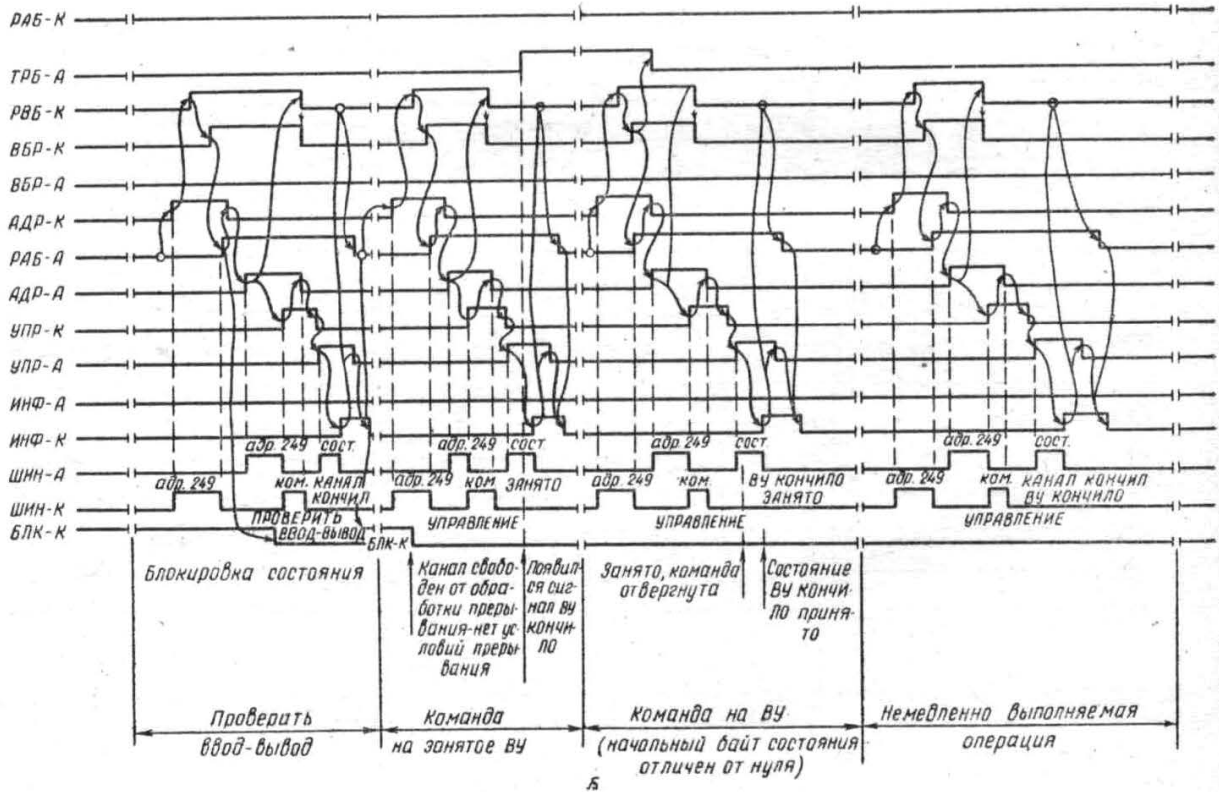 РАБ-К
ТРБ-А
РВБ-К
ВБР-К
ВБР-А
АДР-К
РАБ-А
АДР-А
УПР-К
УПР-А
ИНФ-А
ИНФ-К
адр. 249 сост. адр. 249 сост. адр. 249 сост. адр. 249 сост.
ШИН-А
адр. 249 ком. КАНАЛ КОНЧИЛ адр. 249 ком. ЗАНЯТО адр. 249 ком. ВУ КОНЧИЛО ЗАНЯТО адр. 249 ком. КАНАЛ КОНЧИЛ ВУ КОНЧИЛО
ШИН-К
ПРОВЕРИТЬ ВВОД-ВЫВОД УПРАВЛЕНИЕ УПРАВЛЕНИЕ УПРАВЛЕНИЕ
БЛК-К БЛК-К
Блокировка состояния
Канал свобо-
ден от обра-
ботки преры-
вания-нет ус-
ловий преры-
вания
Появил-
ся сиг-
нал ВУ
кончи-
ло
Занято, команда
отвергнута
Состояние
ВУ кончи-
ло приня-
то
Проверить
ввод-вывод
Команда
на занятое ВУ
Команда на ВУ
(начальный байт состояния
отличен от нуля)
Немедленно выполняемая
операция